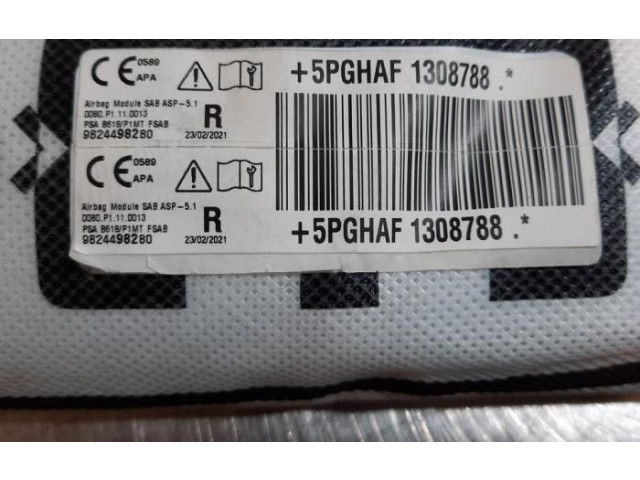 CE 0589
APA
+5PGHAF 1308788 .*
Airbag Module SAB ASP-5.1
0080.P1.11.0013
PSA B618/P1MT FSAB
9824498280
R
23/02/2021
CE 0589
APA
Airbag Module SAB ASP-5.1
0080.P1.11.0013
PSA B618/P1MT FSAB
9824498280
R
23/02/2021
+5PGHAF 1308788 .*